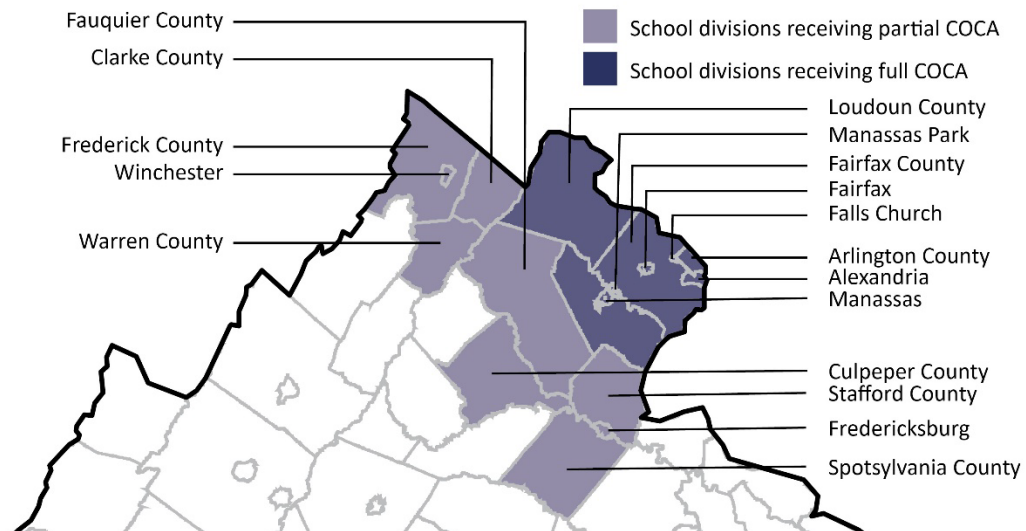 Fauquier County
Clarke County
Frederick County
Winchester
Warren County
School divisions receiving partial COCA
School divisions receiving full COCA
Loudoun County
Manassas Park
Fairfax County
Fairfax
Falls Church
Arlington County
Alexandria
Manassas
Culpeper County
Stafford County
Fredericksburg
Spotsylvania County